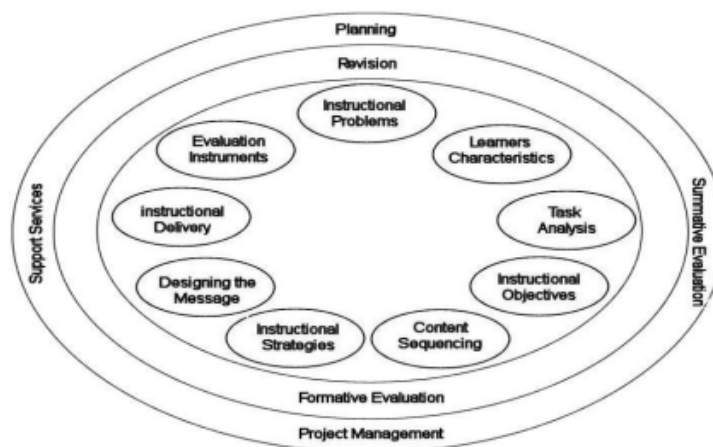 Planning
Revision
Instructional
Problems
Evaluation
Instruments
Learners
Characteristics
instructional
Delivery
Task
Analysis
Support Services
Summative Evaluation
Designing the
Message
Instructional
Objectives
Instructional
Strategies
Content
Sequencing
Formative Evaluation
Project Management